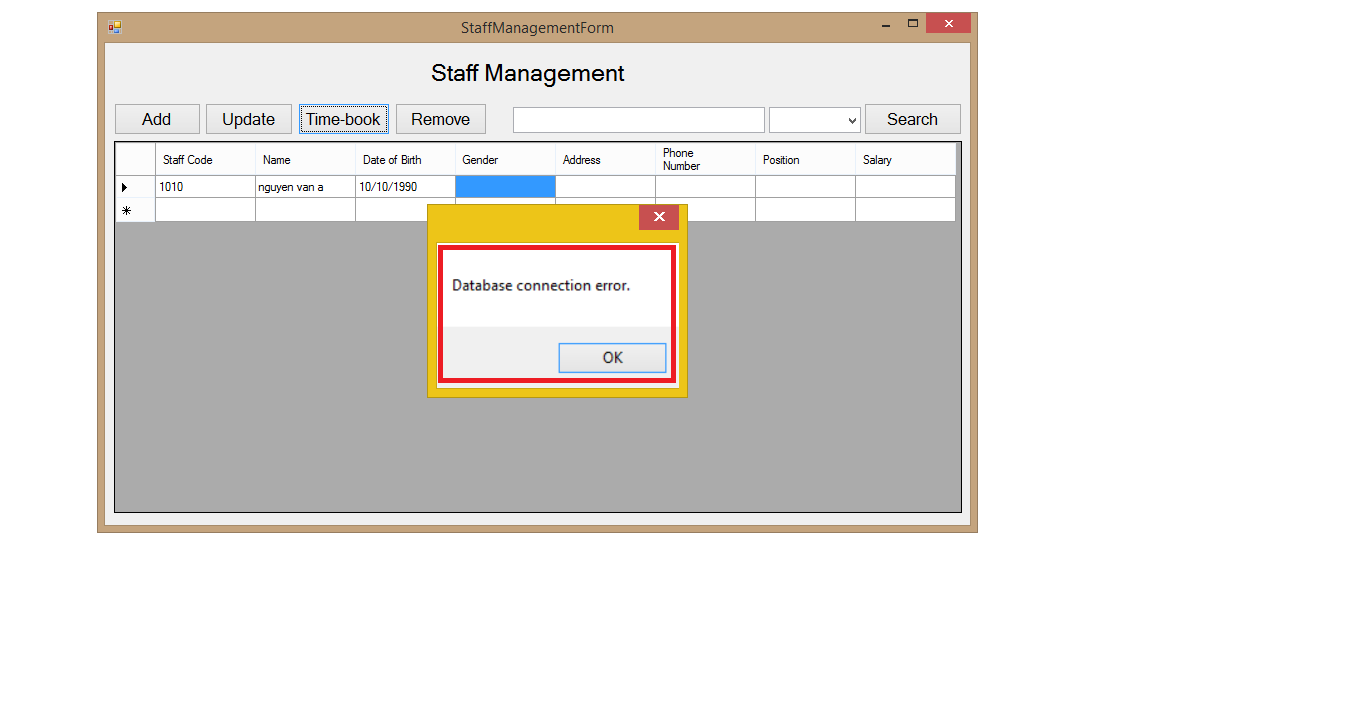 StaffManagementForm
Staff Management
Add Update Time-book Remove Search
Staff Code Name Date of Birth Gender Address Phone Number Position Salary
1010 nguyen van a 10/10/1990
Database connection error.
OK